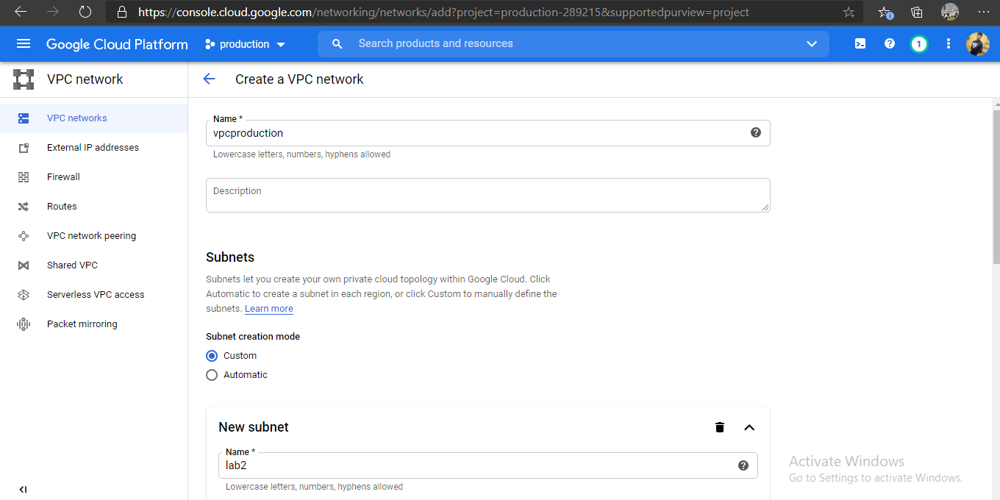 https://console.cloud.google.com/networking/networks/add?project=production-289215&supportedpurview=project
Google Cloud Platform
production
Search products and resources
1
VPC network
Create a VPC network
VPC networks
External IP addresses
Firewall
Routes
VPC network peering
Shared VPC
Serverless VPC access
Packet mirroring
Name *
vpcproduction
Lowercase letters, numbers, hyphens allowed
Description
Subnets
Subnets let you create your own private cloud topology within Google Cloud. Click
Automatic to create a subnet in each region, or click Custom to manually define the
subnets. Learn more
Subnet creation mode
Custom
Automatic
New subnet
Name *
lab2
Lowercase letters, numbers, hyphens allowed
Activate Windows
Go to Settings to activate Windows.